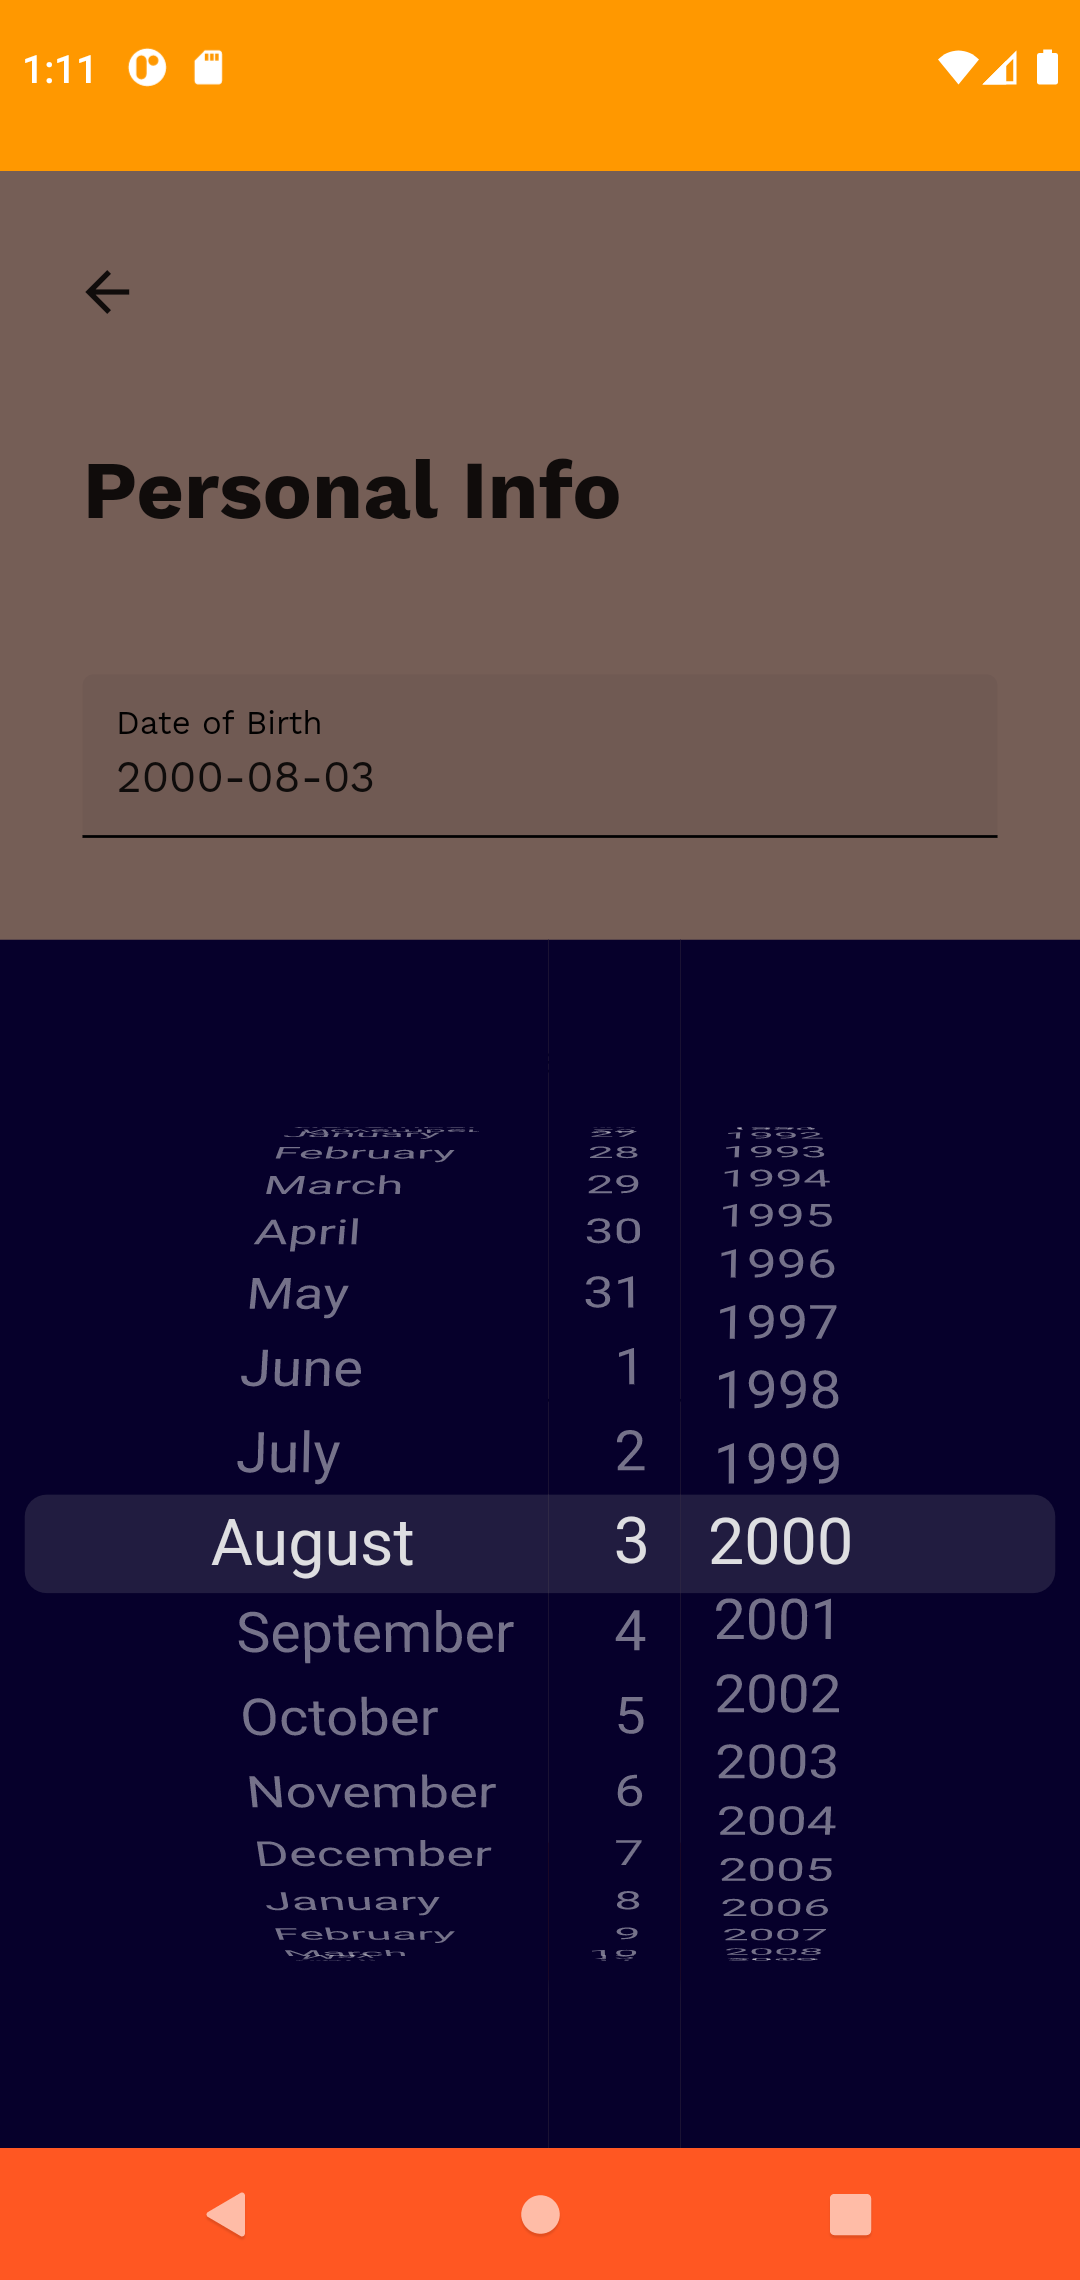 1:11
Personal Info
Date of Birth
2000-08-03
January 27 1992
February 28 1993
March 29 1994
April 30 1995
May 31 1996
June 1 1997
July 2 1998
1999
August 3 2000
September 4 2001
October 5 2002
November 6 2003
December 7 2004
January 8 2005
February 9 2006
March 10 2007
2008